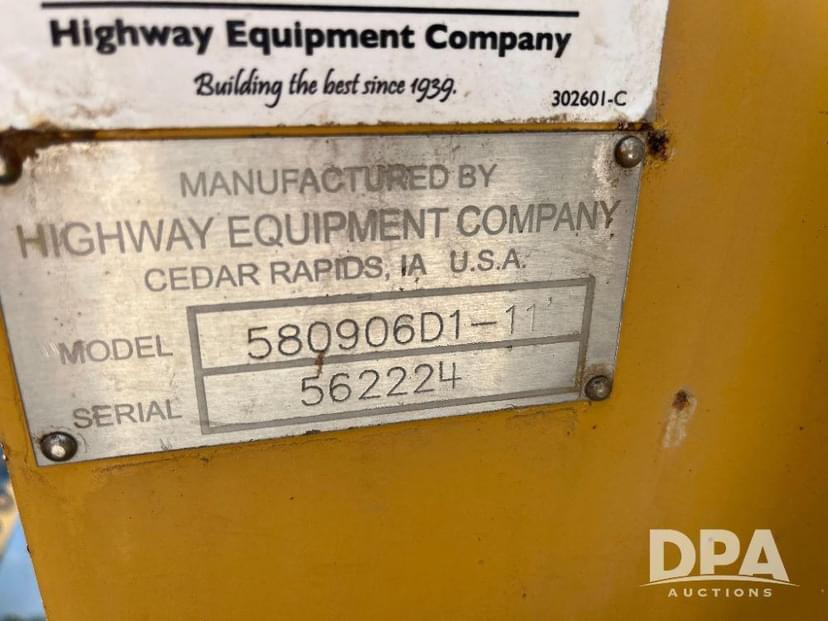 Highway Equipment Company
Building the best since 1939.
302601-C
MANUFACTURED BY
HIGHWAY EQUIPMENT COMPANY
CEDAR RAPIDS, IA U.S.A.
MODEL 580906D1-11'
SERIAL 562224
DPA
AUCTIONS